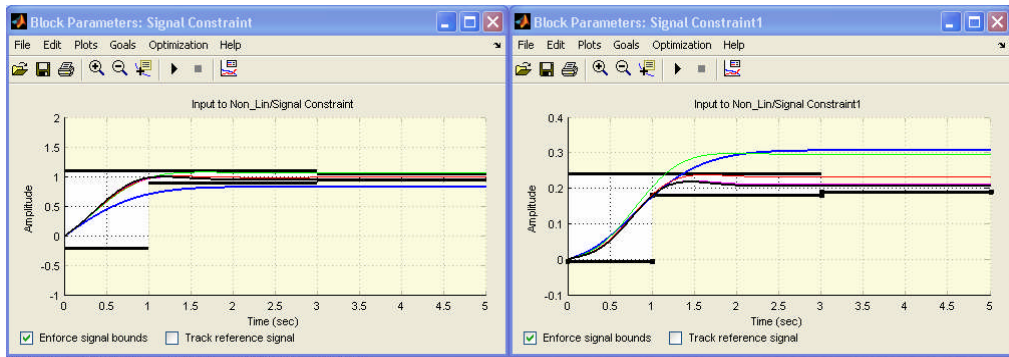 Block Parameters: Signal Constraint
File Edit Plots Goals Optimization Help
Input to Non_Lin/Signal Constraint
2
1.5
1
0.5
0
-0.5
-1
Amplitude
0 0.5 1 1.5 2 2.5 3 3.5 4 4.5 5
Time (sec)
Enforce signal bounds Track reference signal
Block Parameters: Signal Constraint1
File Edit Plots Goals Optimization Help
Input to Non_Lin/Signal Constraint1
0.4
0.3
0.2
0.1
0
-0.1
Amplitude
0 0.5 1 1.5 2 2.5 3 3.5 4 4.5 5
Time (sec)
Enforce signal bounds Track reference signal